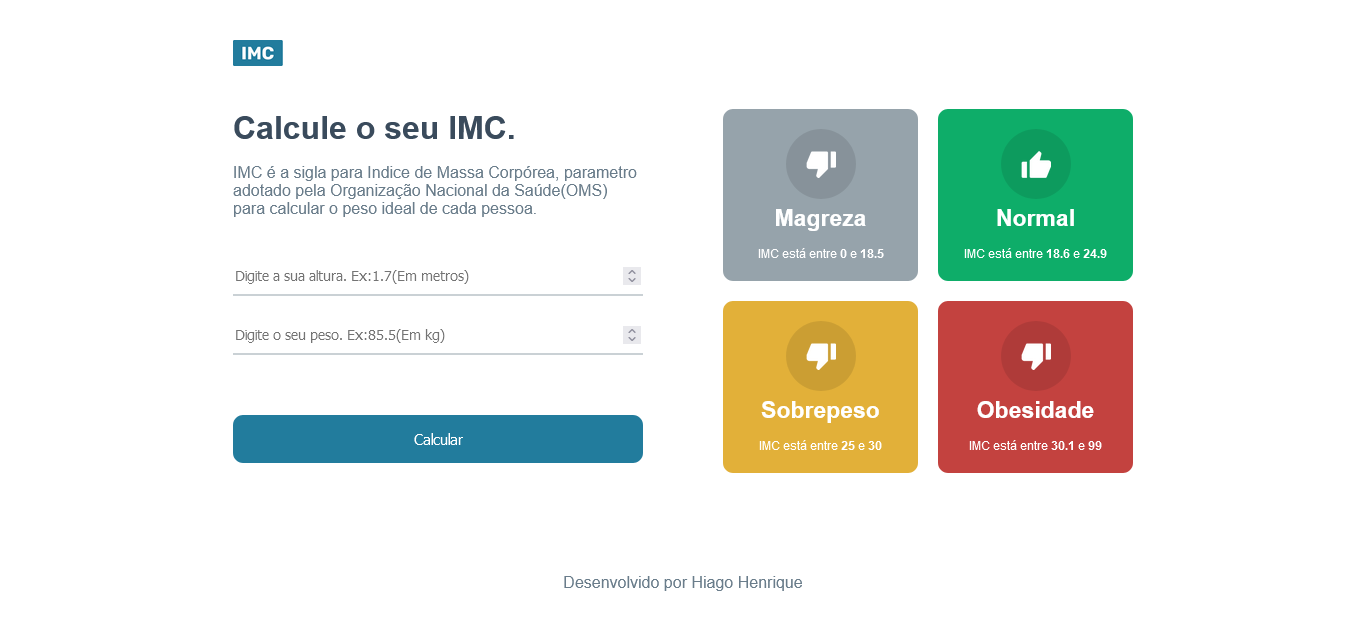 IMC
Calcule o seu IMC.
IMC é a sigla para Indice de Massa Corpórea, parametro
adotado pela Organização Nacional da Saúde(OMS)
para calcular o peso ideal de cada pessoa.
Digite a sua altura. Ex:1.7(Em metros)
Digite o seu peso. Ex:85.5(Em kg)
Calcular
Magreza
IMC está entre 0 e 18.5
Normal
IMC está entre 18.6 e 24.9
Sobrepeso
IMC está entre 25 e 30
Obesidade
IMC está entre 30.1 e 99
Desenvolvido por Hiago Henrique